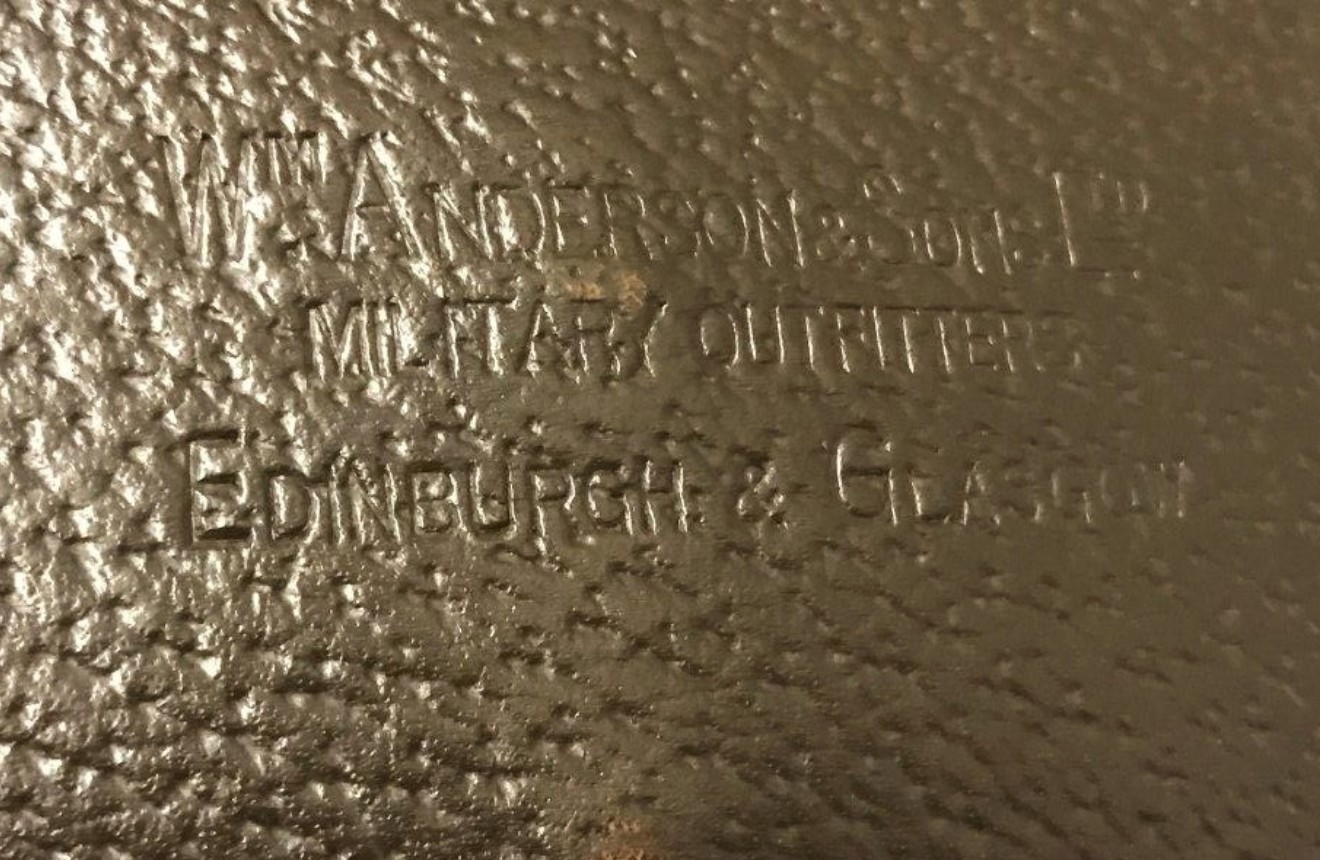 Wm ANDERSON & SONS LTD
MILITARY OUTFITTERS
EDINBURGH & GLASGOW